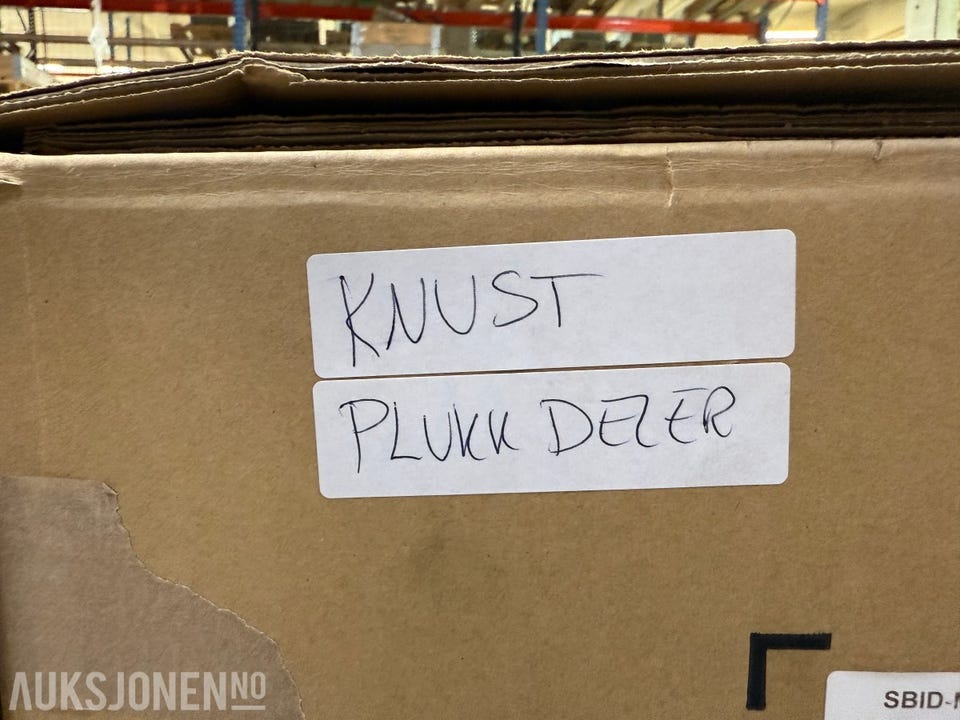 KNUST
PLUKK DELER
SBID-
AUKSJONEN.NO